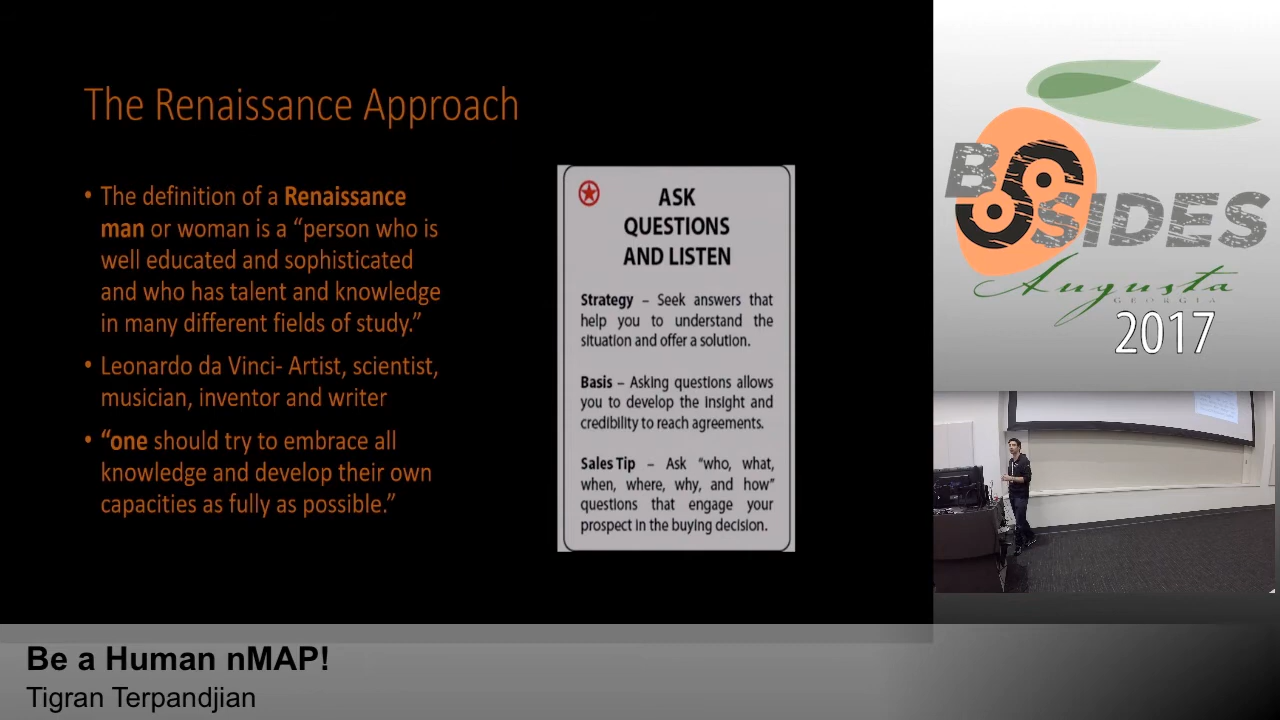 The Renaissance Approach
• The definition of a Renaissance
man or woman is a “person who is
well educated and sophisticated
and who has talent and knowledge
in many different fields of study.”
• Leonardo da Vinci- Artist, scientist,
musician, inventor and writer
• “one should try to embrace all
knowledge and develop their own
capacities as fully as possible.”
ASK
QUESTIONS
AND LISTEN
Strategy – Seek answers that
help you to understand the
situation and offer a solution.
Basis – Asking questions allows
you to develop the insight and
credibility to reach agreements.
Sales Tip – Ask “who, what,
when, where, why, and how”
questions that engage your
prospect in the buying decision.
B
SIDES
Augusta
GEORGIA
2017
Be a Human nMAP!
Tigran Terpandjian